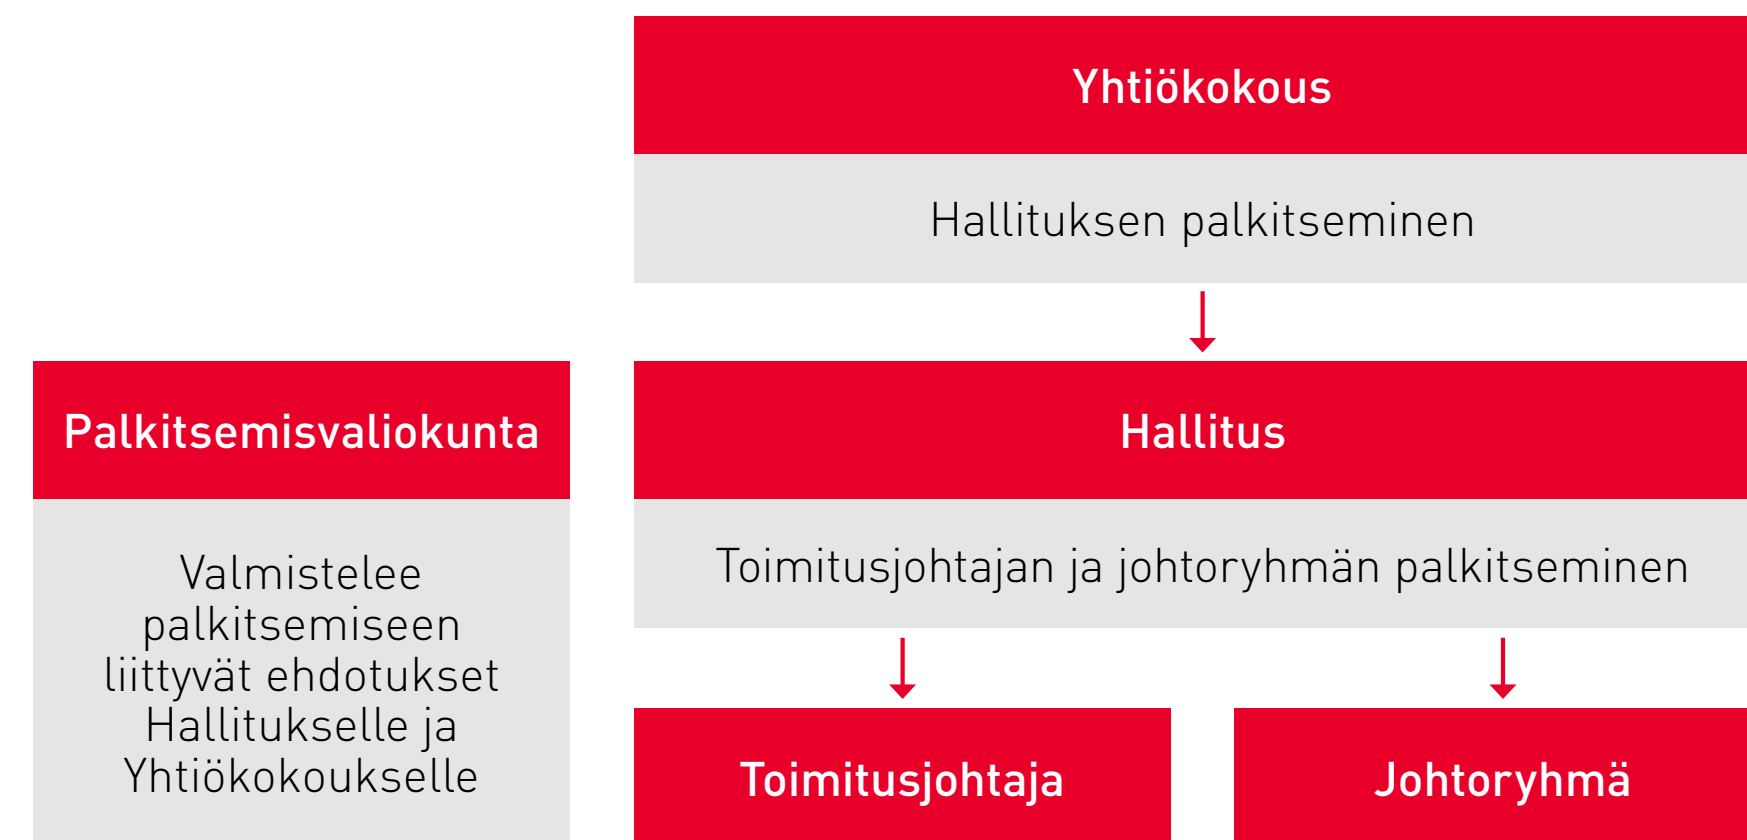 Yhtiökokous
Hallituksen palkitseminen
Palkitsemisvaliokunta
Valmistelee
palkitsemiseen
liittyvät ehdotukset
Hallitukselle ja
Yhtiökokoukselle
Hallitus
Toimitusjohtajan ja johtoryhmän palkitseminen
Toimitusjohtaja
Johtoryhmä